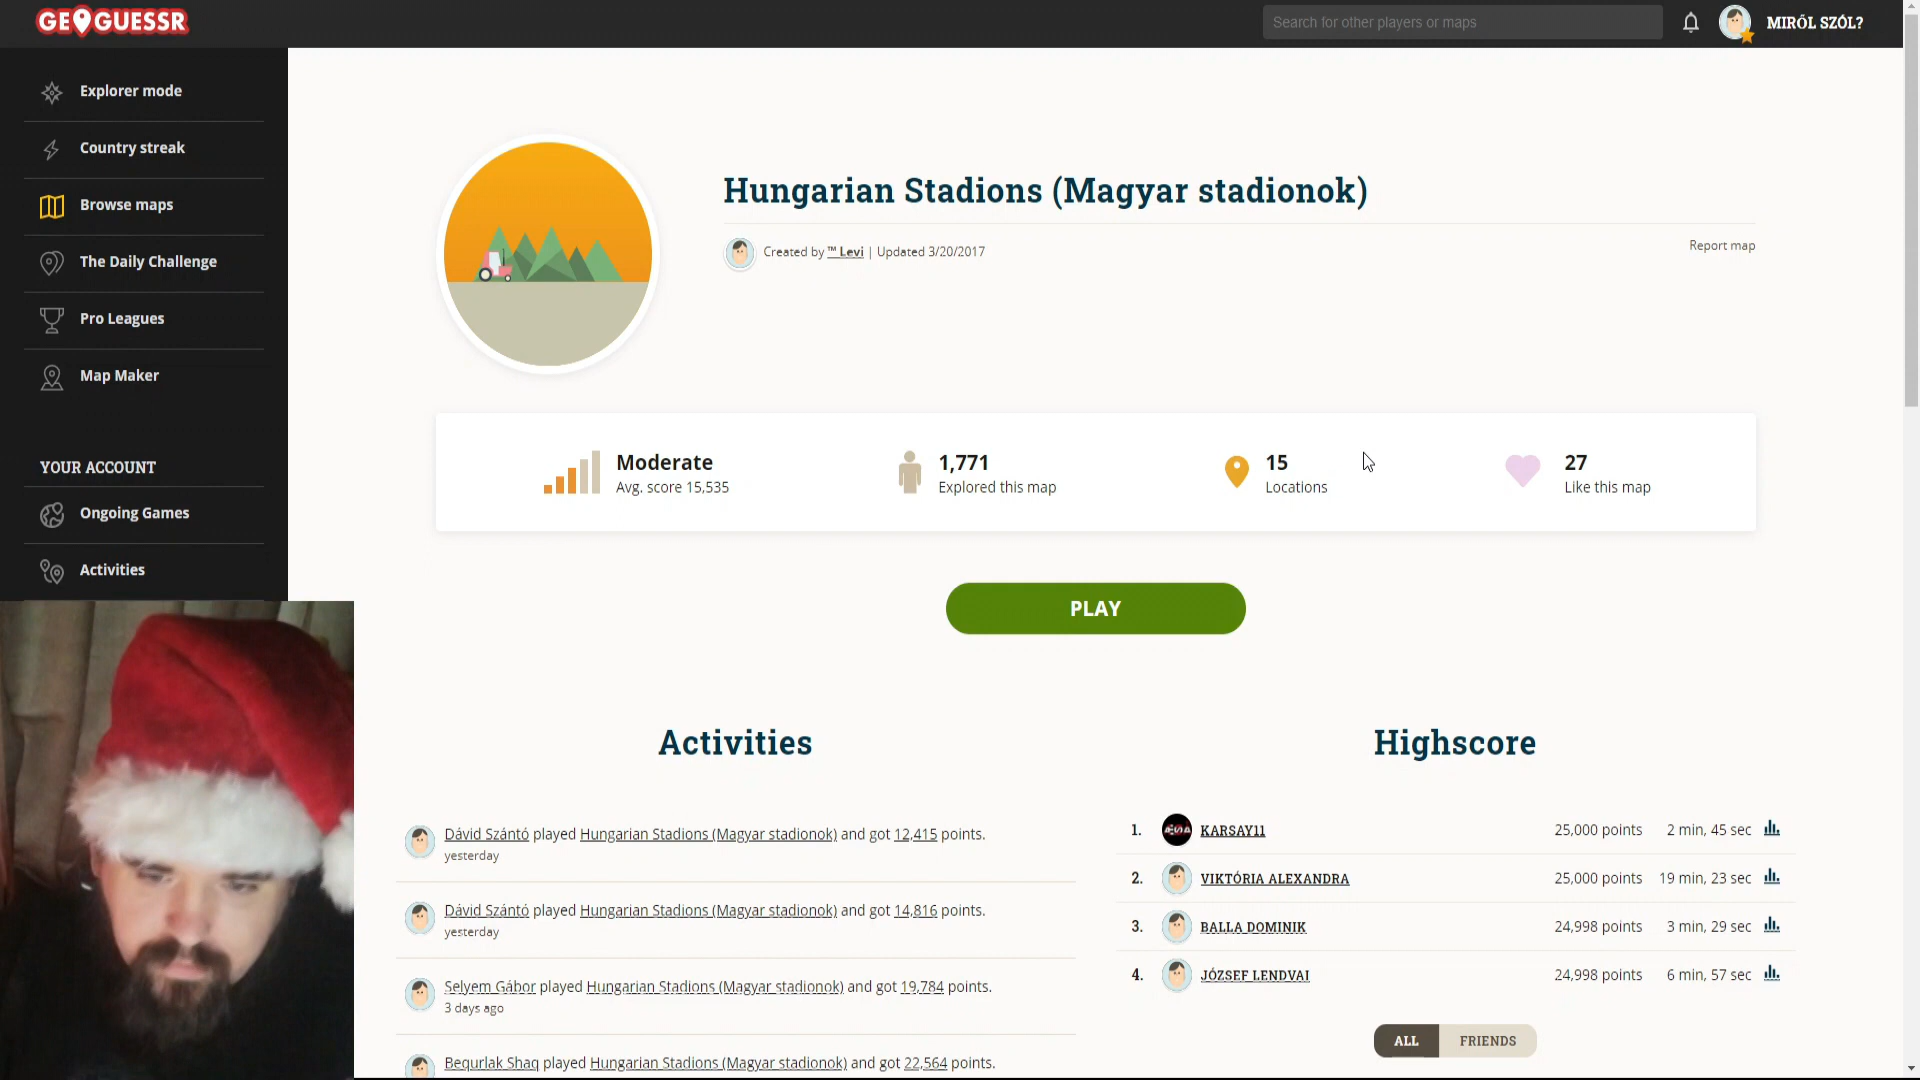 GEOGUESSR
Search for other players or maps
MIRŐL SZÓL?
Explorer mode
Country streak
Browse maps
The Daily Challenge
Pro Leagues
Map Maker
YOUR ACCOUNT
Ongoing Games
Activities
Hungarian Stadions (Magyar stadionok)
Created by ™ Levi | Updated 3/20/2017
Report map
Moderate
Avg. score 15,535
1,771
Explored this map
15
Locations
27
Like this map
PLAY
Activities
Dávid Szántó played Hungarian Stadions (Magyar stadionok) and got 12,415 points.
yesterday
Dávid Szántó played Hungarian Stadions (Magyar stadionok) and got 14,816 points.
yesterday
Selyem Gábor played Hungarian Stadions (Magyar stadionok) and got 19,784 points.
3 days ago
Bequrlak Shaq played Hungarian Stadions (Magyar stadionok) and got 22,564 points.
Highscore
1. KARSAY11 25,000 points 2 min, 45 sec
2. VIKTÓRIA ALEXANDRA 25,000 points 19 min, 23 sec
3. BALLA DOMINIK 24,998 points 3 min, 29 sec
4. JÓZSEF LENDVAI 24,998 points 6 min, 57 sec
ALL FRIENDS